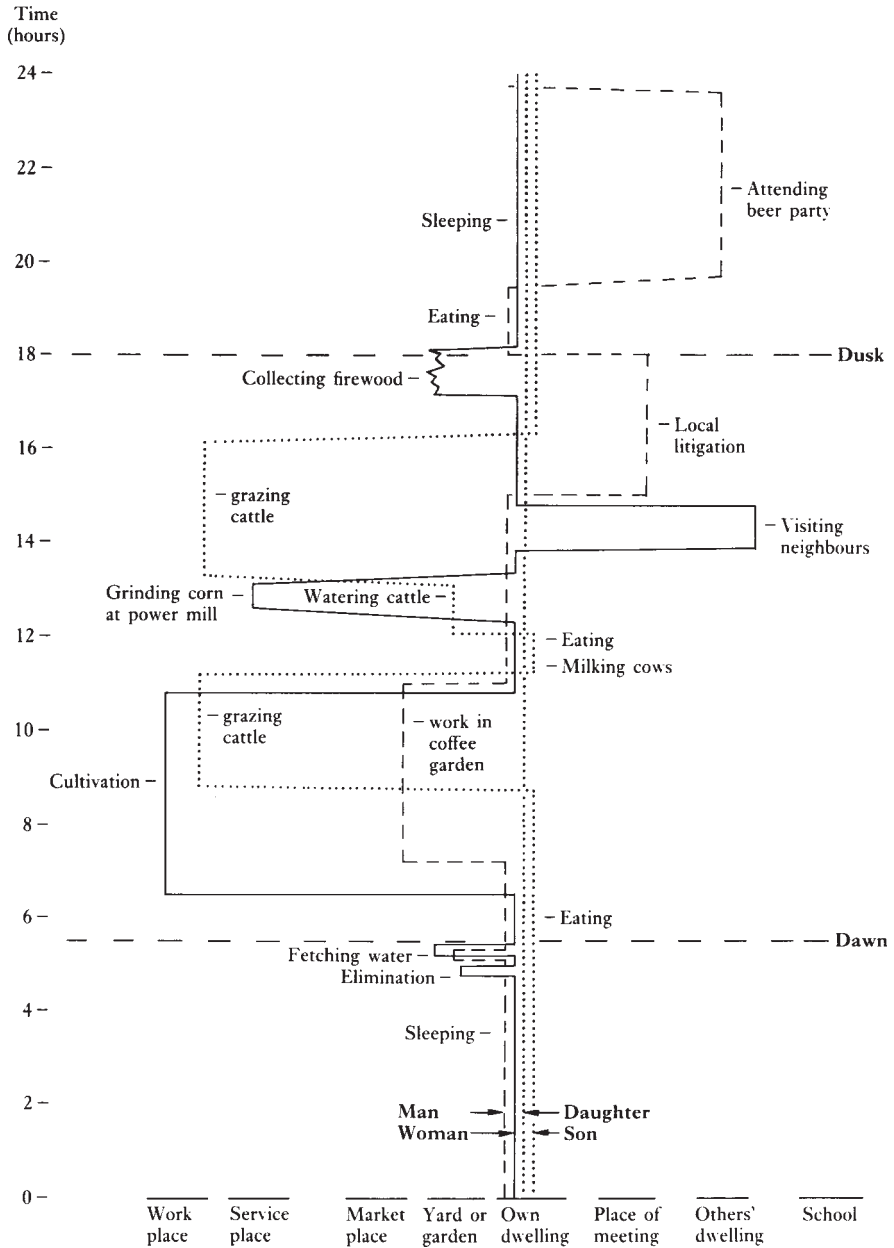 Time
(hours)
24
22
Attending
beer party
Sleeping
20
Eating
18
Dusk
Collecting firewood
16
Local
litigation
grazing
cattle
Visiting
neighbours
14
Grinding corn
at power mill
Watering cattle
12
Eating
Milking cows
10
grazing
cattle
work in
coffee
garden
Cultivation
8
6
Eating
Dawn
Fetching water
Elimination
4
Sleeping
2
Man
Daughter
Woman
Son
0
Work
place
Service
place
Market
place
Yard or
garden
Own
dwelling
Place of
meeting
Others'
dwelling
School